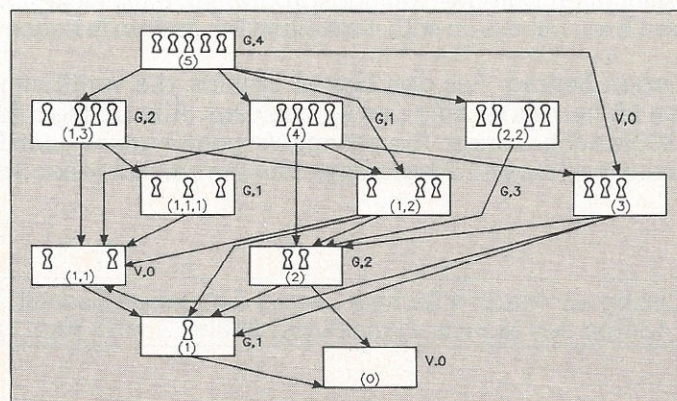 G,4
(5)
V,0
G,2
G,1
(1,3)
(4)
(2,2)
G,1
G,3
(1,1,1)
(1,2)
(3)
(1,1)
V,0
(2)
G,2
(1)
G,1
V.0
(0)